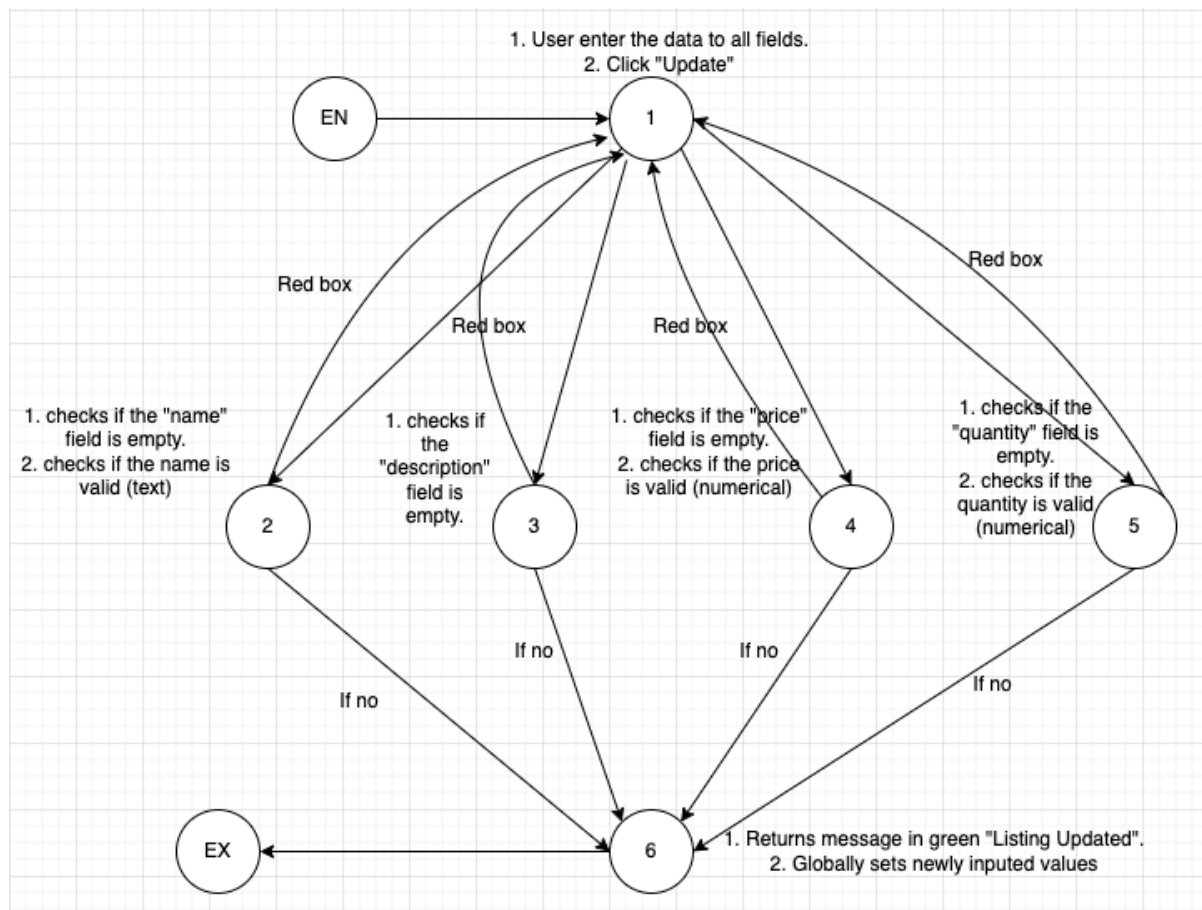 1. User enter the data to all fields.
2. Click "Update"
EN
1
Red box
Red box
Red box
Red box
1. checks if the "name"
field is empty.
2. checks if the name is
valid (text)
1. checks if
the
"description"
field is
empty.
1. checks if the "price"
field is empty.
2. checks if the price
is valid (numerical)
1. checks if the
"quantity" field is
empty.
2. checks if the
quantity is valid
(numerical)
2
3
4
5
If no
If no
If no
If no
EX
6
1. Returns message in green "Listing Updated".
2. Globally sets newly inputed values